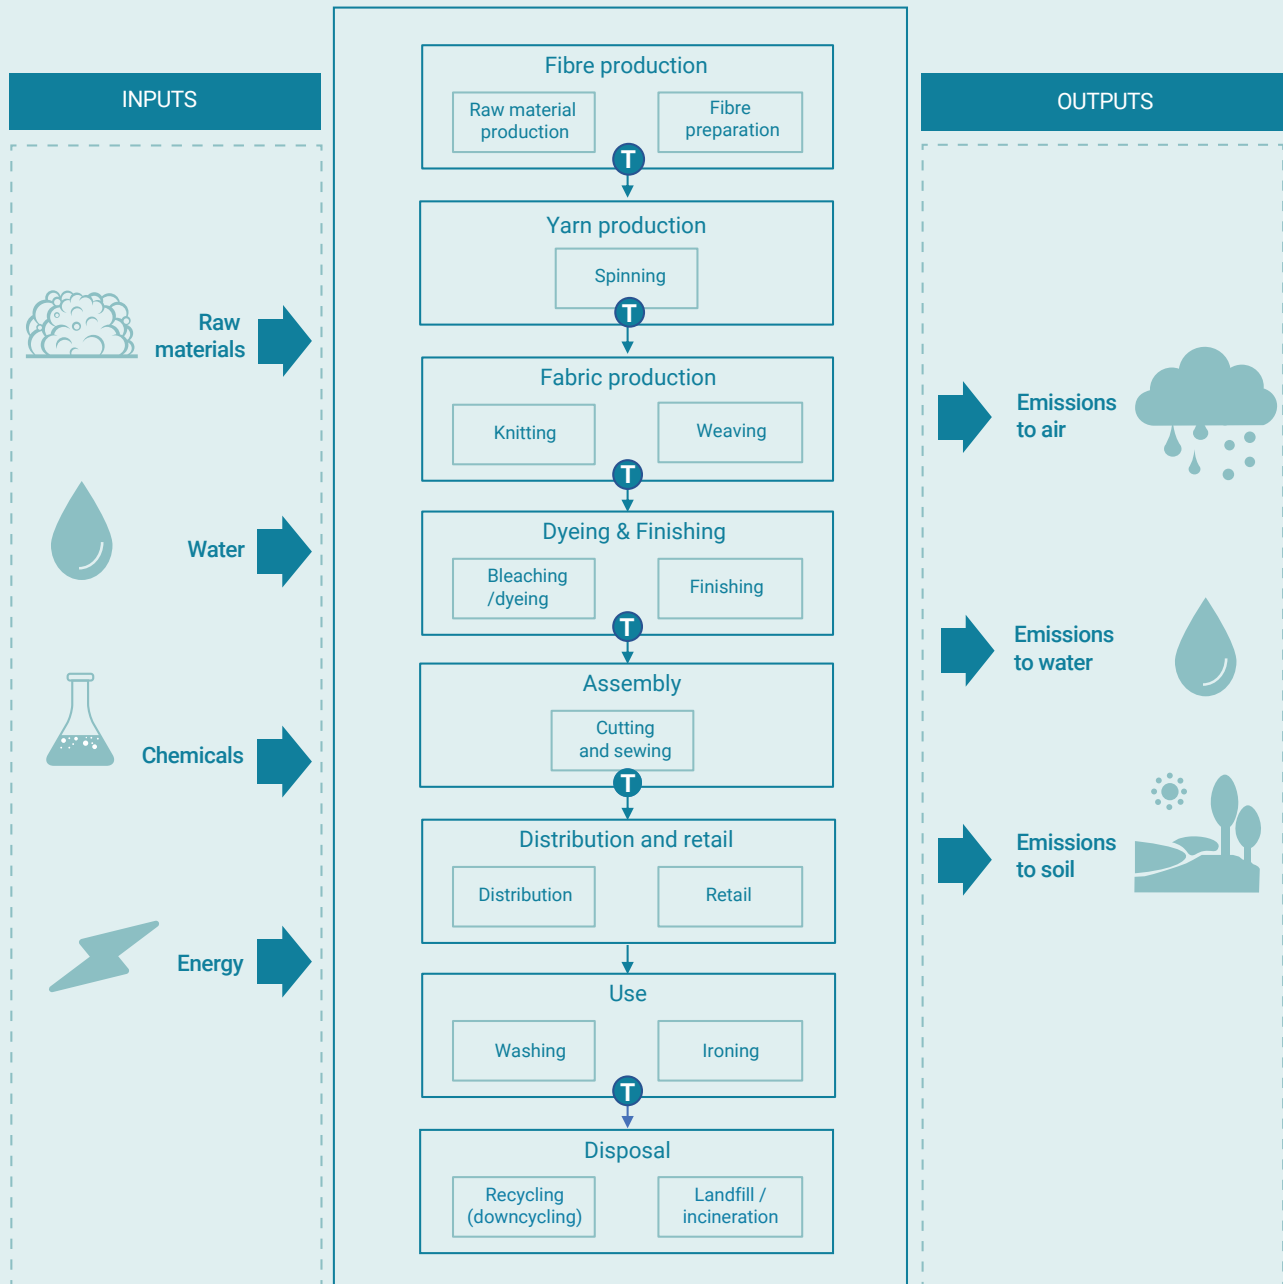 INPUTS
Raw
materials
Water
Chemicals
Energy
Fibre production
Raw material
production
Fibre
preparation
T
Yarn production
Spinning
T
Fabric production
Knitting
Weaving
T
Dyeing & Finishing
Bleaching
/dyeing
Finishing
T
Assembly
Cutting
and sewing
T
Distribution and retail
Distribution
Retail
Use
Washing
Ironing
T
Disposal
Recycling
(downcycling)
Landfill /
incineration
OUTPUTS
Emissions
to air
Emissions
to water
Emissions
to soil